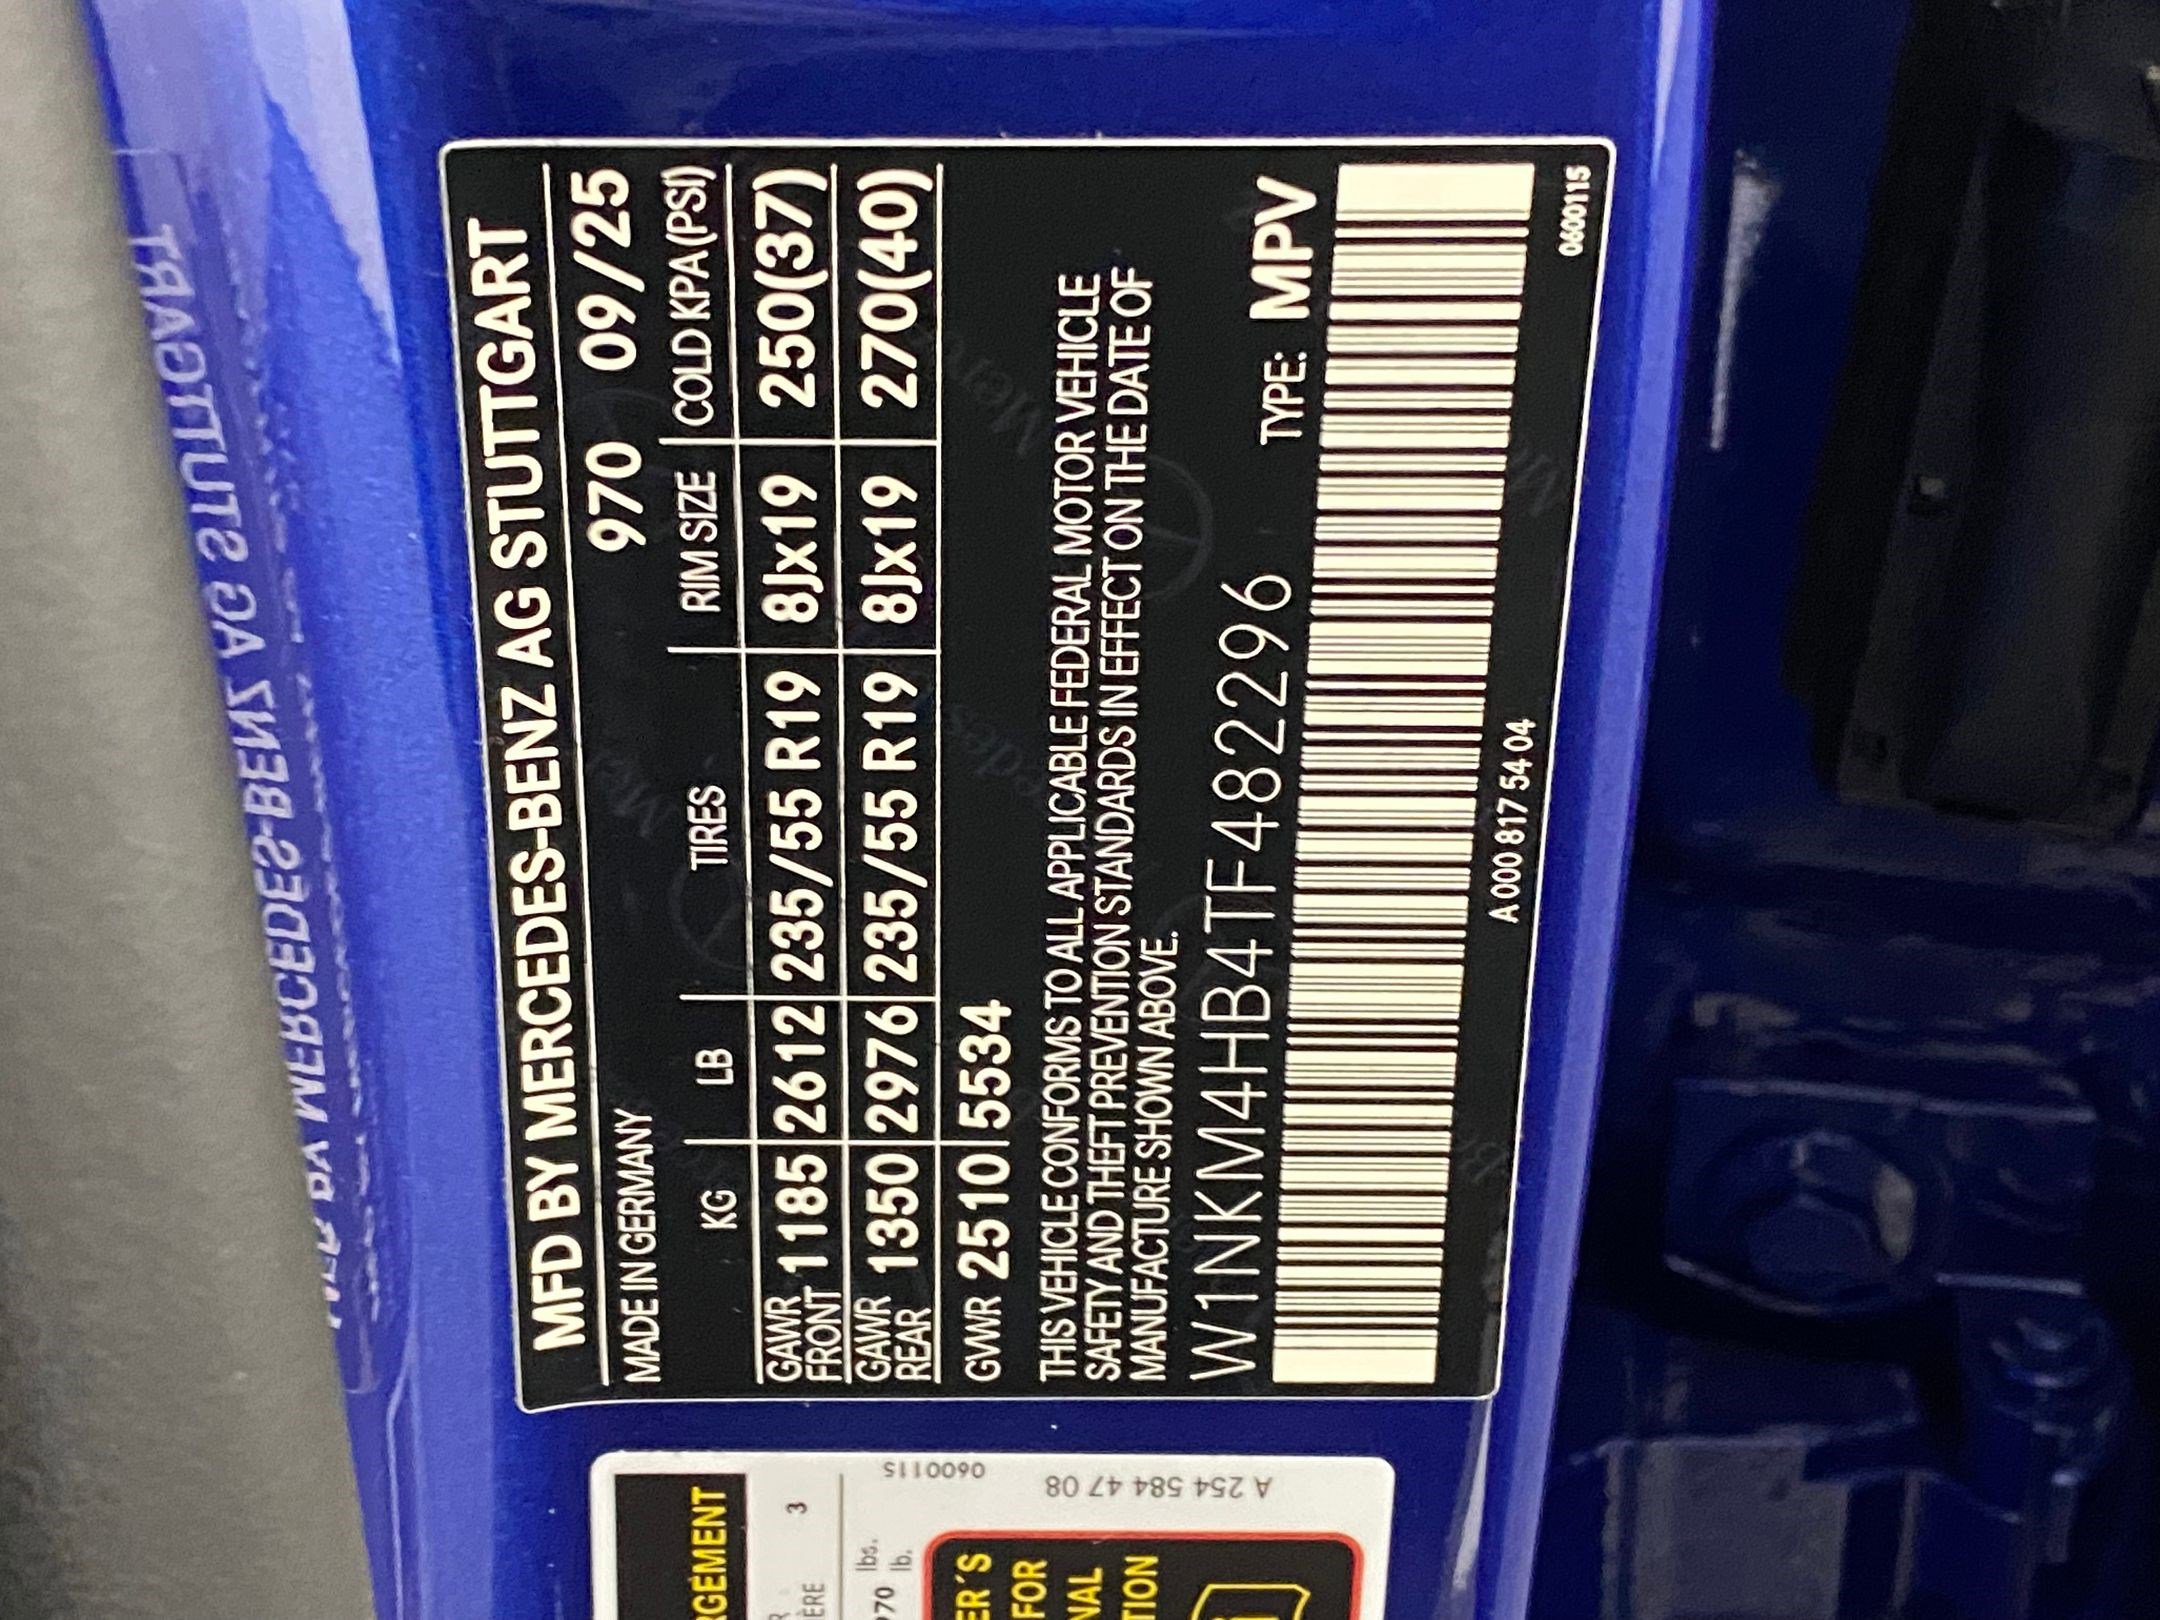 MFD BY MERCEDES-BENZ AG STUTTGART
MADE IN GERMANY 970 09/25
KG LB TIRES RIM SIZE COLD KPA (PSI)
GAWR FRONT 1185 2612 235/55 R19 8Jx19 250(37)
GAWR REAR 1350 2976 235/55 R19 8Jx19 270(40)
GVWR 2510 5534
THIS VEHICLE CONFORMS TO ALL APPLICABLE FEDERAL MOTOR VEHICLE
SAFETY AND THEFT PREVENTION STANDARDS IN EFFECT ON THE DATE OF
MANUFACTURE SHOWN ABOVE.
W1NKM4HB4TF482296 TYPE: MPV
A 000 817 54 04
0600115
3
lbs.
lb.
0600115
A 254 584 47 08
FOR